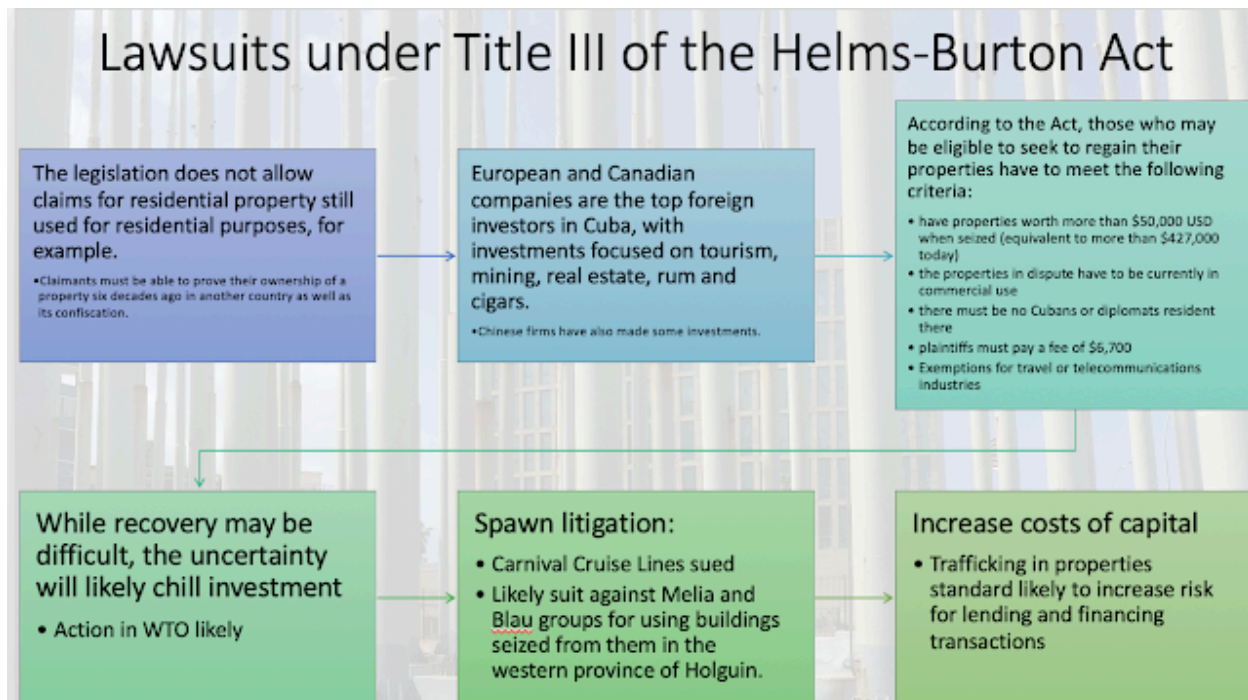 Lawsuits under Title III of the Helms-Burton Act
The legislation does not allow
claims for residential property still
used for residential purposes, for
example.
•Claimants must be able to prove their ownership of a
property six decades ago in another country as well as
its confiscation.
European and Canadian
companies are the top foreign
investors in Cuba, with
investments focused on tourism,
mining, real estate, rum and
cigars.
•Chinese firms have also made some investments.
According to the Act, those who may
be eligible to seek to regain their
properties have to meet the following
criteria:
• have properties worth more than $50,000 USD
when seized (equivalent to more than $427,000
today)
• the properties in dispute have to be currently in
commercial use
• there must be no Cubans or diplomats resident
there
• plaintiffs must pay a fee of $6,700
• Exemptions for travel or telecommunications
industries
While recovery may be
difficult, the uncertainty
will likely chill investment
• Action in WTO likely
Spawn litigation:
• Carnival Cruise Lines sued
• Likely suit against Melia and
Blau groups for using buildings
seized from them in the
western province of Holguin.
Increase costs of capital
• Trafficking in properties
standard likely to increase risk
for lending and financing
transactions